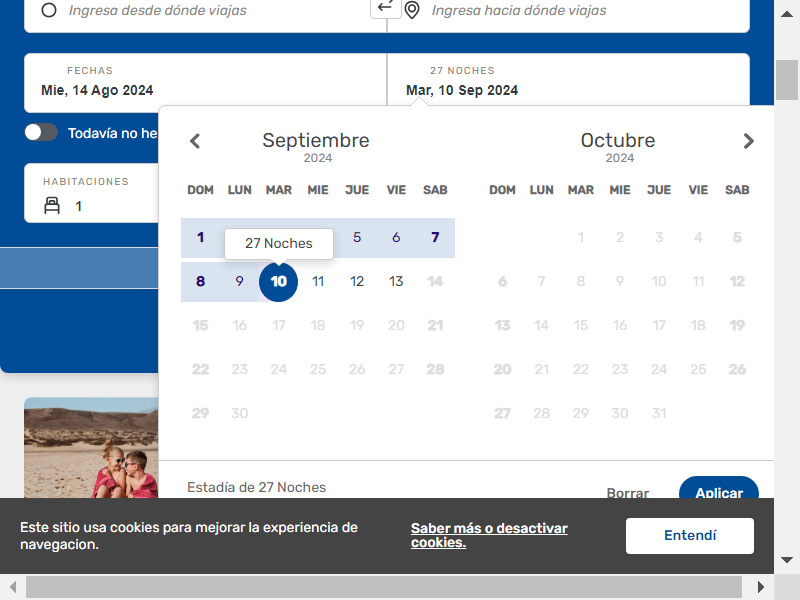 Ingresa desde dónde viajas
Ingresa hacia dónde viajas
FECHAS
Mie, 14 Ago 2024
27 NOCHES
Mar, 10 Sep 2024
Todavía no he
HABITACIONES
1
Septiembre
2024
DOM LUN MAR MIE JUE VIE SAB
1 5 6 7
27 Noches
8 9 10 11 12 13 14
15 16 17 18 19 20 21
22 23 24 25 26 27 28
29 30
Octubre
2024
DOM LUN MAR MIE JUE VIE SAB
1 2 3 4 5
6 7 8 9 10 11 12
13 14 15 16 17 18 19
20 21 22 23 24 25 26
27 28 29 30 31
Estadía de 27 Noches
Borrar
Aplicar
Este sitio usa cookies para mejorar la experiencia de
navegacion.
Saber más o desactivar
cookies.
Entendí